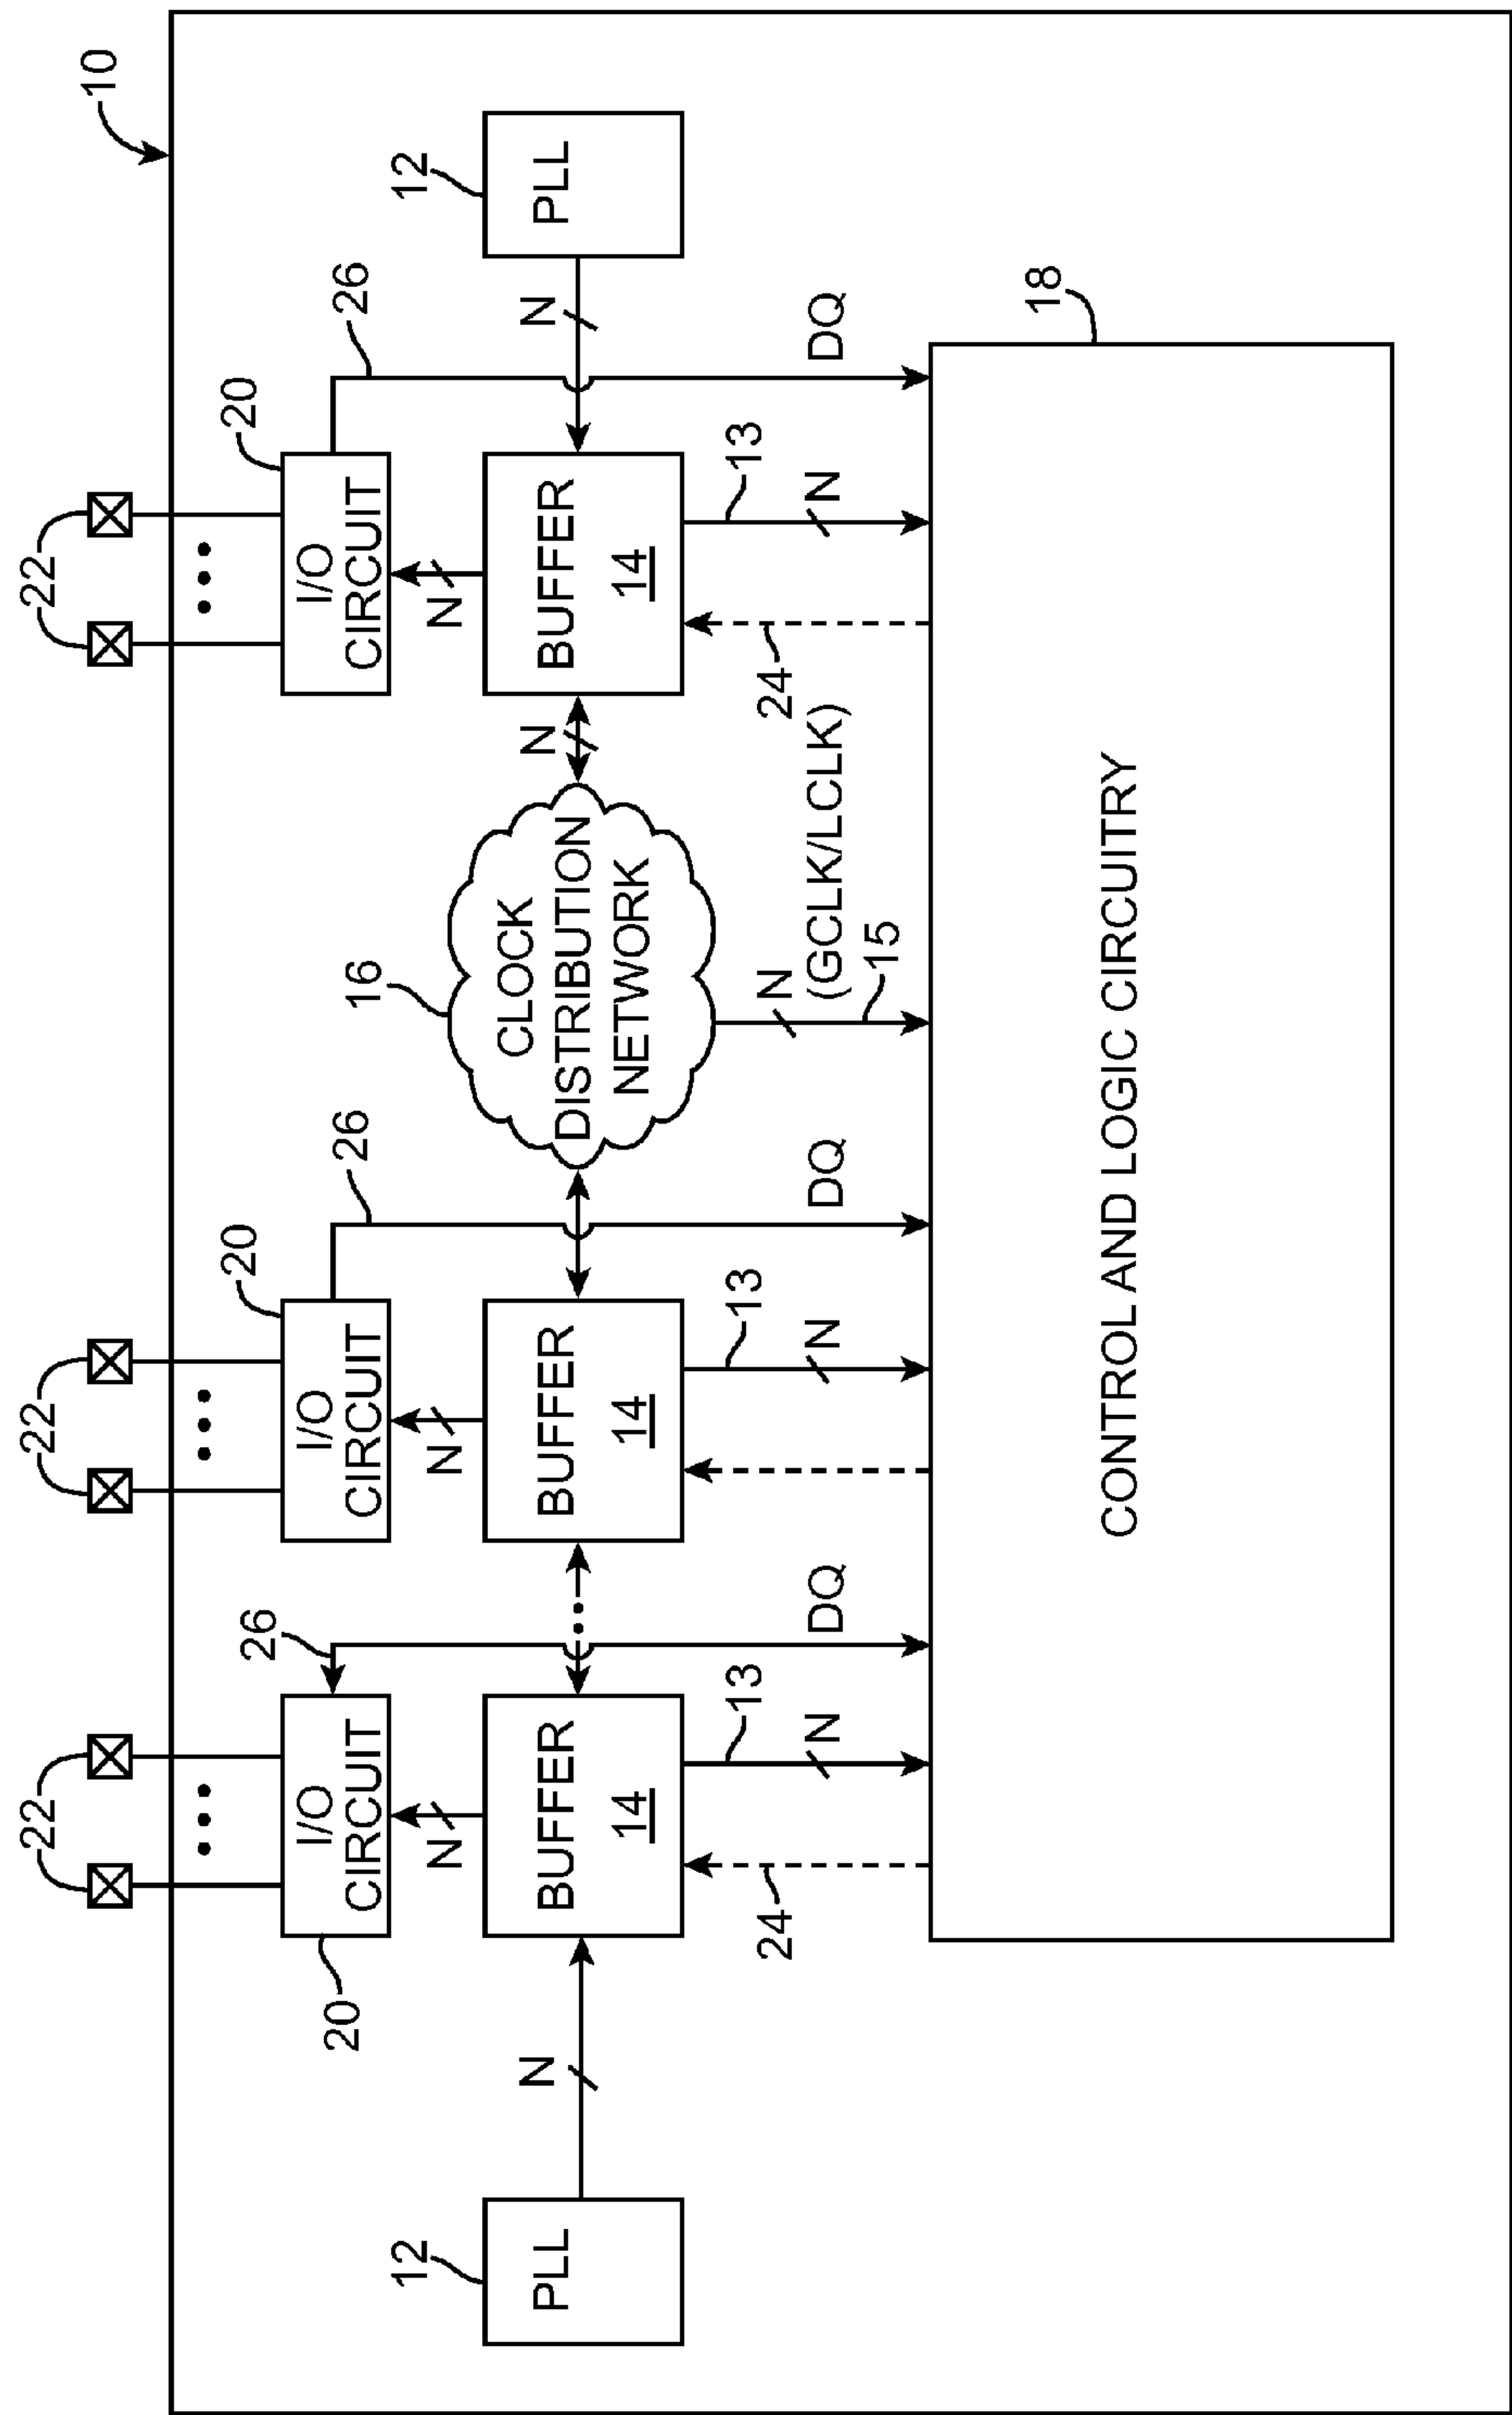 10
22
22
22
20
I/O
CIRCUIT
26
20
I/O
CIRCUIT
26
20
I/O
CIRCUIT
26
N
N
N
12
PLL
N
BUFFER
14
BUFFER
14
16
CLOCK
DISTRIBUTION
NETWORK
N
BUFFER
14
N
12
PLL
24
13
N
DQ
13
N
DQ
N
(GCLK/LCLK)
15
24
13
N
DQ
18
CONTROL AND LOGIC CIRCUITRY